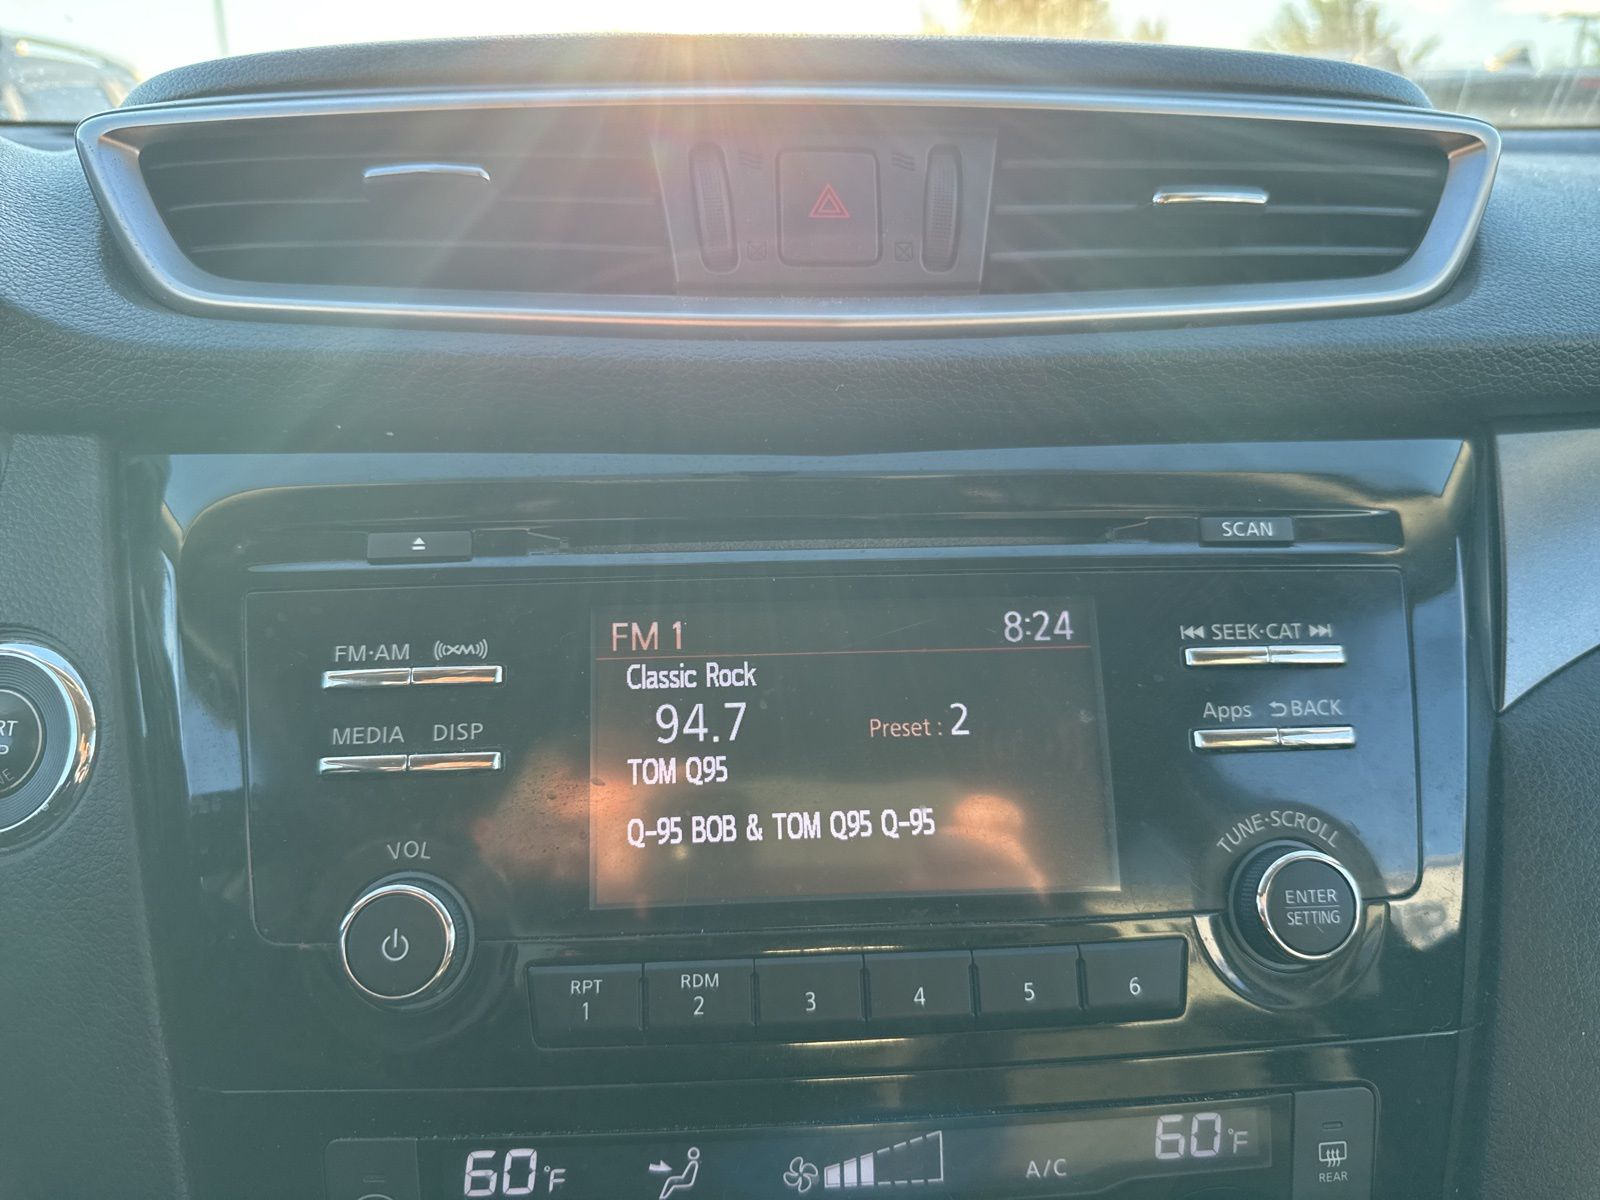 SCAN
FM·AM
XM
SEEK·CAT
MEDIA
DISP
Apps
BACK
FM 1
8:24
Classic Rock
94.7
Preset : 2
TOM Q95
Q-95 BOB & TOM Q95 Q-95
VOL
TUNE·SCROLL
ENTER
SETTING
RPT
1
RDM
2
3
4
5
6
60°F
A/C
60°F
REAR